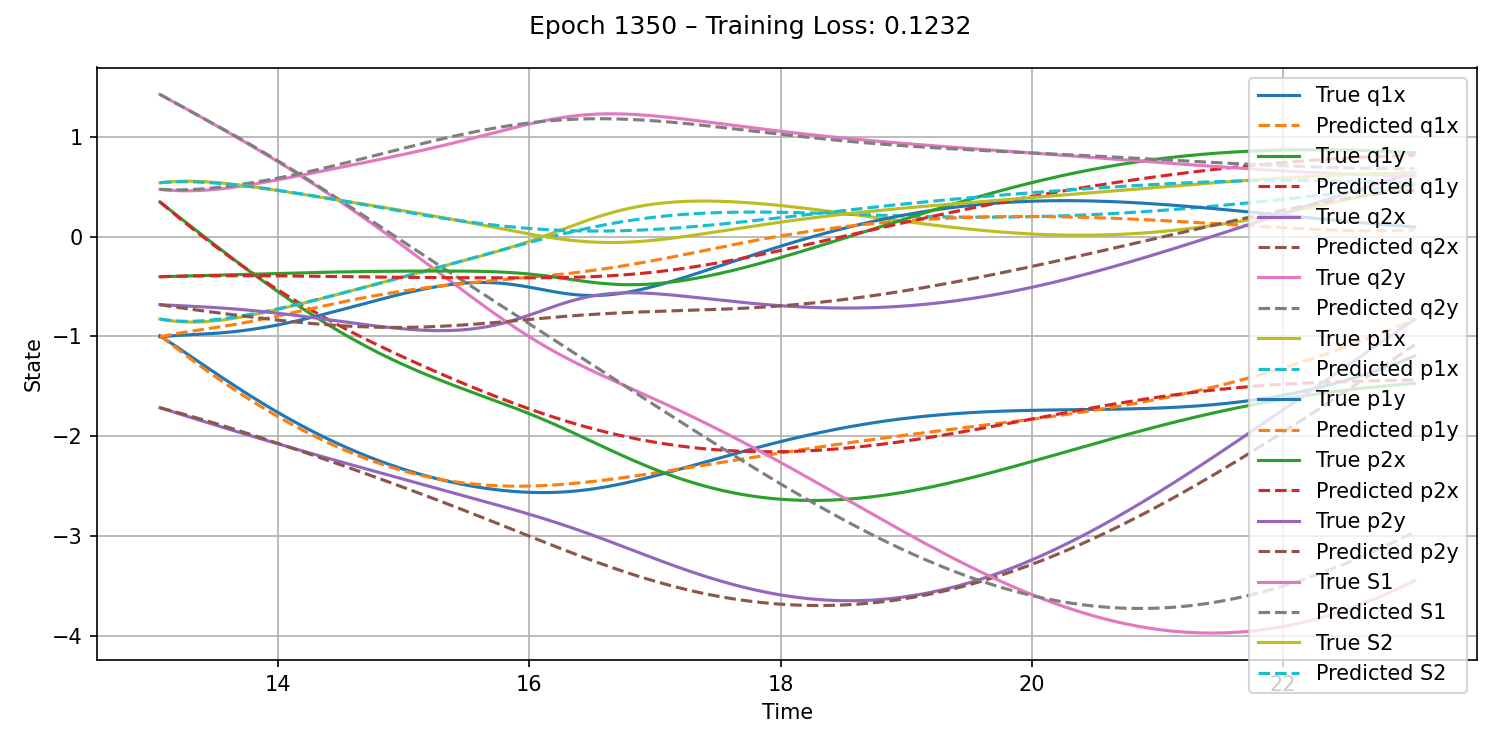 Epoch 1350 – Training Loss: 0.1232
True q1x
Predicted q1x
True q1y
Predicted q1y
True q2x
Predicted q2x
True q2y
Predicted q2y
True p1x
Predicted p1x
True p1y
Predicted p1y
True p2x
Predicted p2x
True p2y
Predicted p2y
True S1
Predicted S1
True S2
Predicted S2
1
0
−1
−2
−3
−4
State
14 16 18 20 22
Time